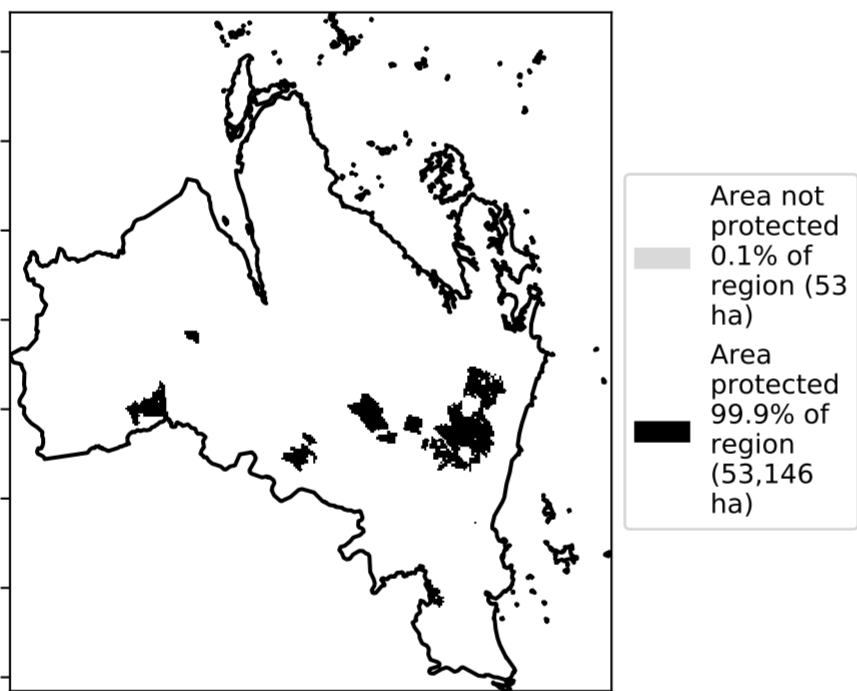 Area not
protected
0.1% of
region (53
ha)
Area
protected
99.9% of
region
(53,146
ha)